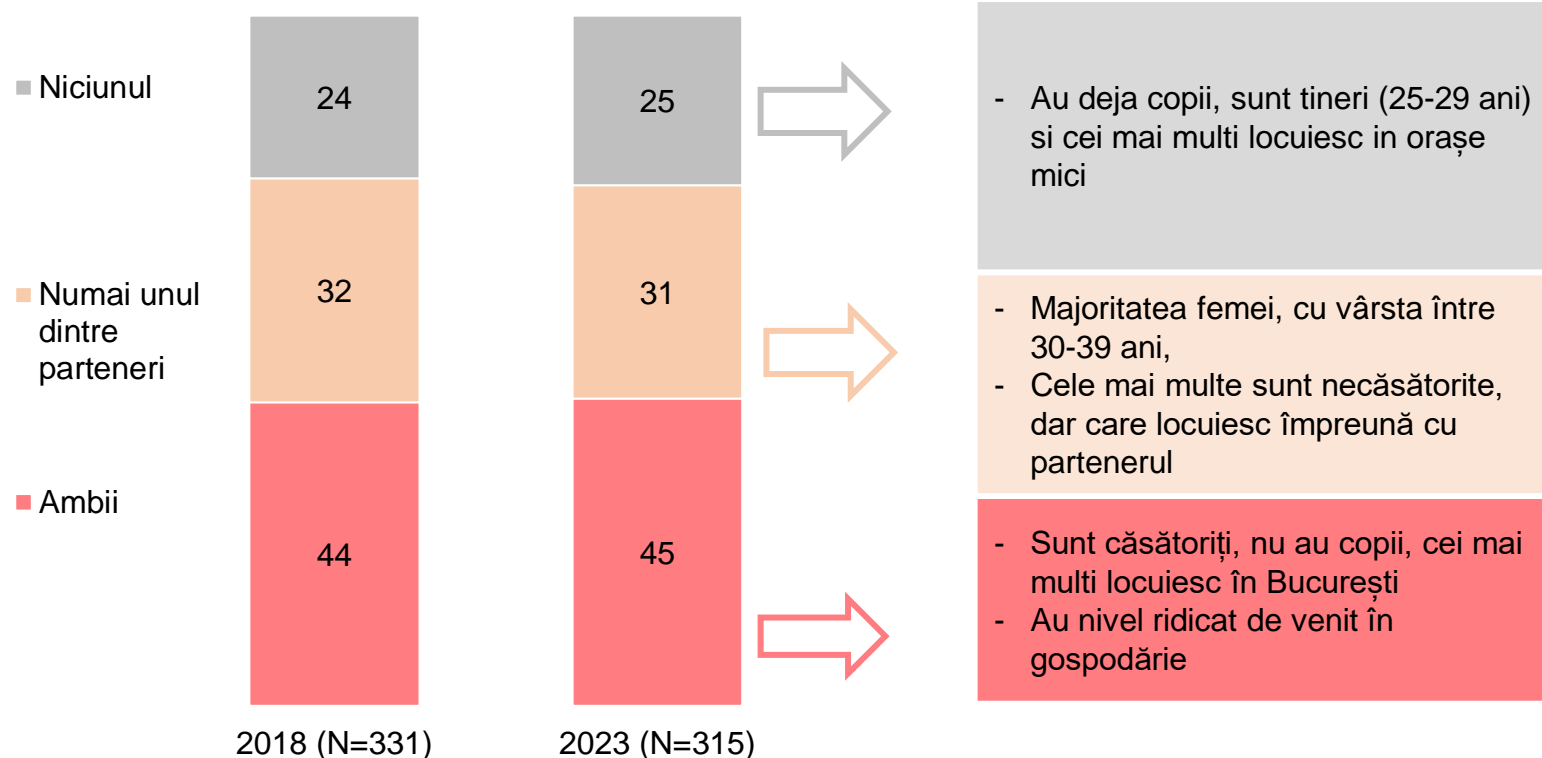 Niciunul
Numai unul
dintre
parteneri
Ambii
24
32
44
2018 (N=331)
25
31
45
2023 (N=315)
- Au deja copii, sunt tineri (25-29 ani)
si cei mai multi locuiesc in orașe
mici
- Majoritatea femei, cu vârsta între
30-39 ani,
- Cele mai multe sunt necăsătorite,
dar care locuiesc împreună cu
partenerul
- Sunt căsătoriți, nu au copii, cei mai
multi locuiesc în București
- Au nivel ridicat de venit în
gospodărie